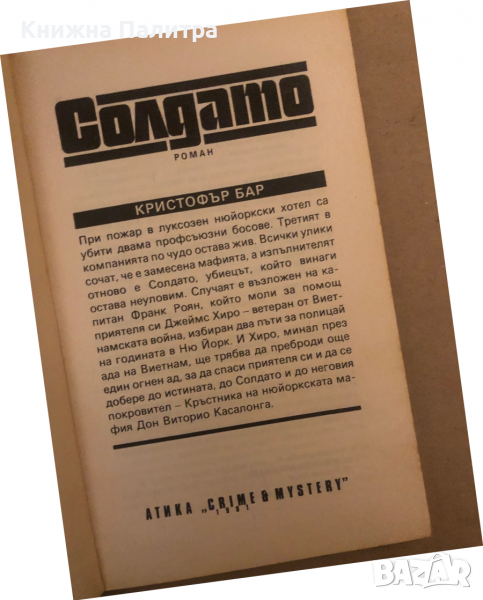 Книжна Палитра
Солдато
РОМАН
КРИСТОФЪР БАР
При пожар в луксозен нюйоркски хотел са
убити двама профсъюзни босове. Третият в
компанията по чудо остава жив. Всички улики
сочат, че е замесена мафията, а изпълнителят
отново е Солдато, убиецът, който винаги
остава неуловим. Случаят е възложен на ка-
питан Франк Роян, който моли за помощ
приятеля си Джеймс Хиро – ветеран от Виет-
намската война, избиран два пъти за полицай
на годината в Ню Йорк. И Хиро, минал през
ада на Виетнам, ще трябва да преброди още
един огнен ад, за да спаси приятеля си и да се
добере до истината, до Солдато и до неговия
покровител – Кръстника на нюйоркската ма-
фия Дон Виторио Касалонга.
АТИКА „CRIME & MYSTERY"
1991
БАZАР